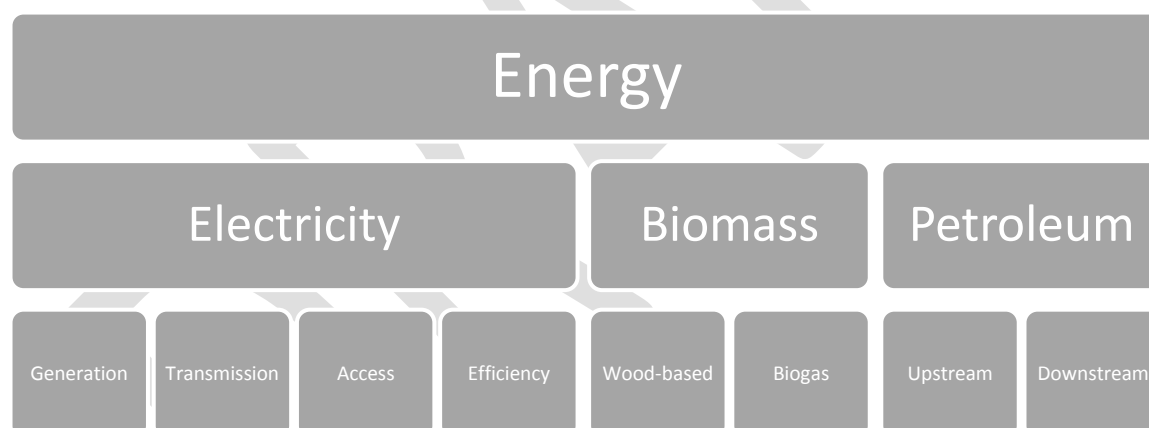 Energy
Electricity Biomass Petroleum
Generation Transmission Access Efficiency Wood-based Biogas Upstream Downstream